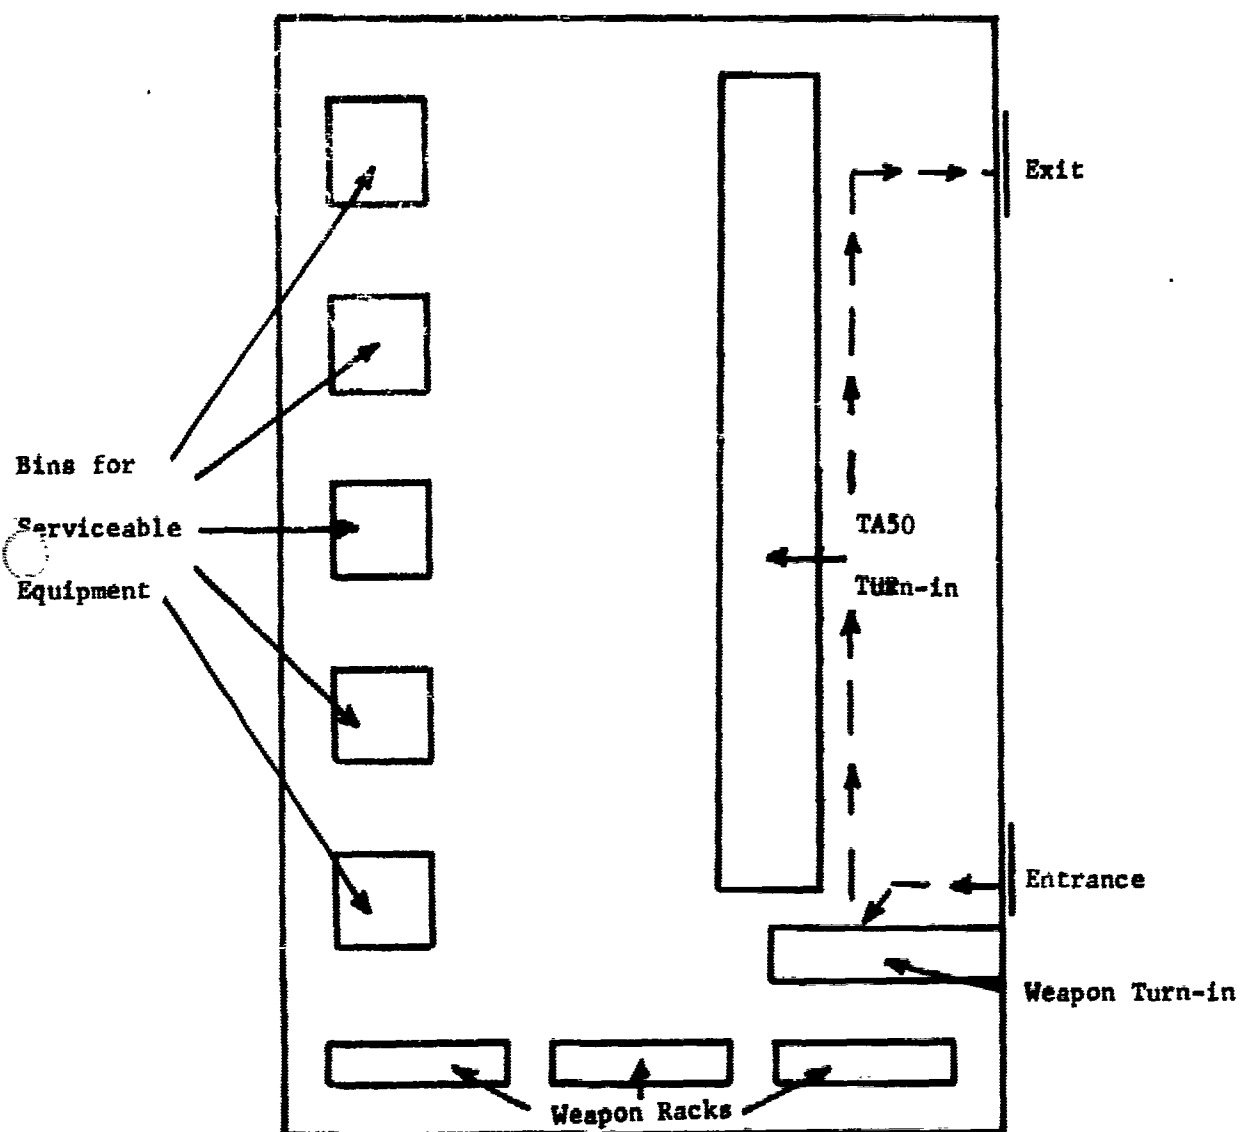 Exit
Bins for
Serviceable
Equipment
TA50
Turn-in
Entrance
Weapon Turn-in
Weapon Racks